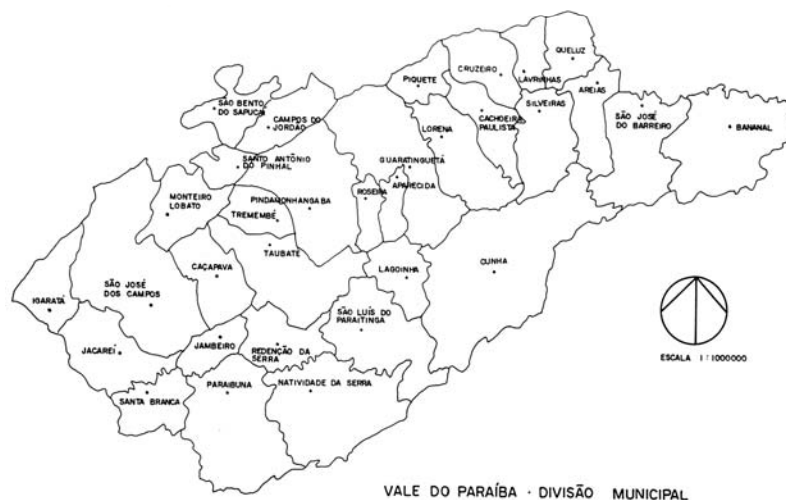 QUELUZ
CRUZEIRO
LAVRINHAS
PIQUETE
AREIAS
SÃO BENTO
DO SAPUCAÍ
CAMPOS DO
JORDÃO
CACHOEIRA
PAULISTA
SILVEIRAS
SÃO JOSÉ
DO BARREIRO
BANANAL
LORENA
SANTO ANTÔNIO
DO PINHAL
GUARATINGUETÁ
APARECIDA
ROSEIRA
MONTEIRO
LOBATO
PINDAMONHANGABA
TREMEMBÉ
TAUBATÉ
CAÇAPAVA
LAGOINHA
CUNHA
SÃO JOSÉ
DOS CAMPOS
IGARATÁ
SÃO LUÍS DO
PARAITINGA
JACAREÍ
JAMBEIRO
REDENÇÃO DA
SERRA
ESCALA 1:1000000
SANTA BRANCA
PARAIBUNA
NATIVIDADE DA SERRA
VALE DO PARAÍBA · DIVISÃO MUNICIPAL